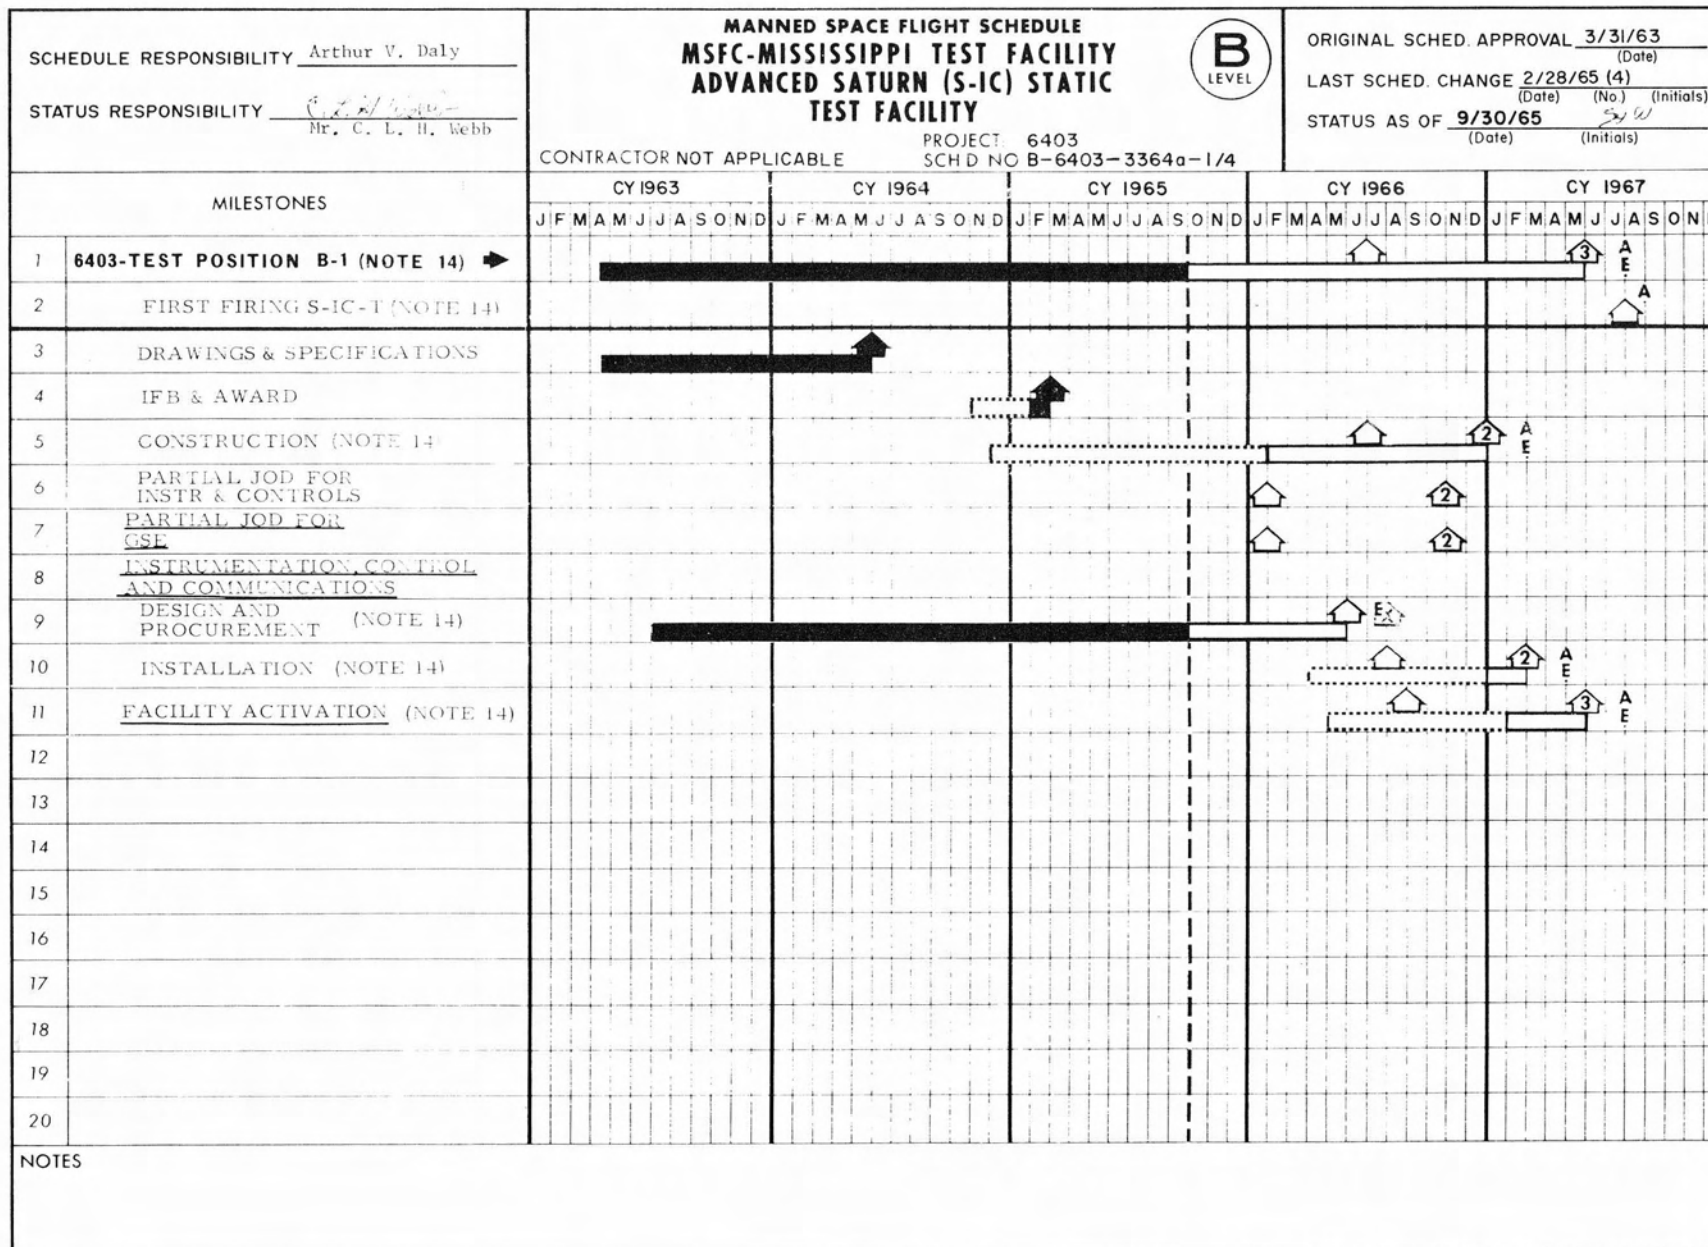 SCHEDULE RESPONSIBILITY Arthur V. Daly
STATUS RESPONSIBILITY
Mr. C. L. H. Webb
MANNED SPACE FLIGHT SCHEDULE
MSFC-MISSISSIPPI TEST FACILITY
ADVANCED SATURN (S-IC) STATIC
TEST FACILITY
PROJECT: 6403
CONTRACTOR NOT APPLICABLE SCH D NO B-6403-3364a-1/4
B
LEVEL
ORIGINAL SCHED. APPROVAL 3/31/63
(Date)
LAST SCHED. CHANGE 2/28/65 (4)
(Date) (No.) (Initials)
STATUS AS OF 9/30/65
(Date) (Initials)
MILESTONES
CY 1963 CY 1964 CY 1965 CY 1966 CY 1967
J F M A M J J A S O N D J F M A M J J A S O N D J F M A M J J A S O N D J F M A M J J A S O N D J F M A M J J A S O N
1 6403-TEST POSITION B-1 (NOTE 14) 3 A E
2 FIRST FIRING S-IC-T (NOTE 14) A
3 DRAWINGS & SPECIFICATIONS
4 IFB & AWARD
5 CONSTRUCTION (NOTE 14 2 A E
6 PARTIAL JOD FOR
INSTR & CONTROLS 2
7 PARTIAL JOD FOR
GSE 2
8 INSTRUMENTATION, CONTROL
AND COMMUNICATIONS
9 DESIGN AND
PROCUREMENT (NOTE 14) E
10 INSTALLATION (NOTE 14) 2 A E
11 FACILITY ACTIVATION (NOTE 14) 3 A E
12
13
14
15
16
17
18
19
20
NOTES